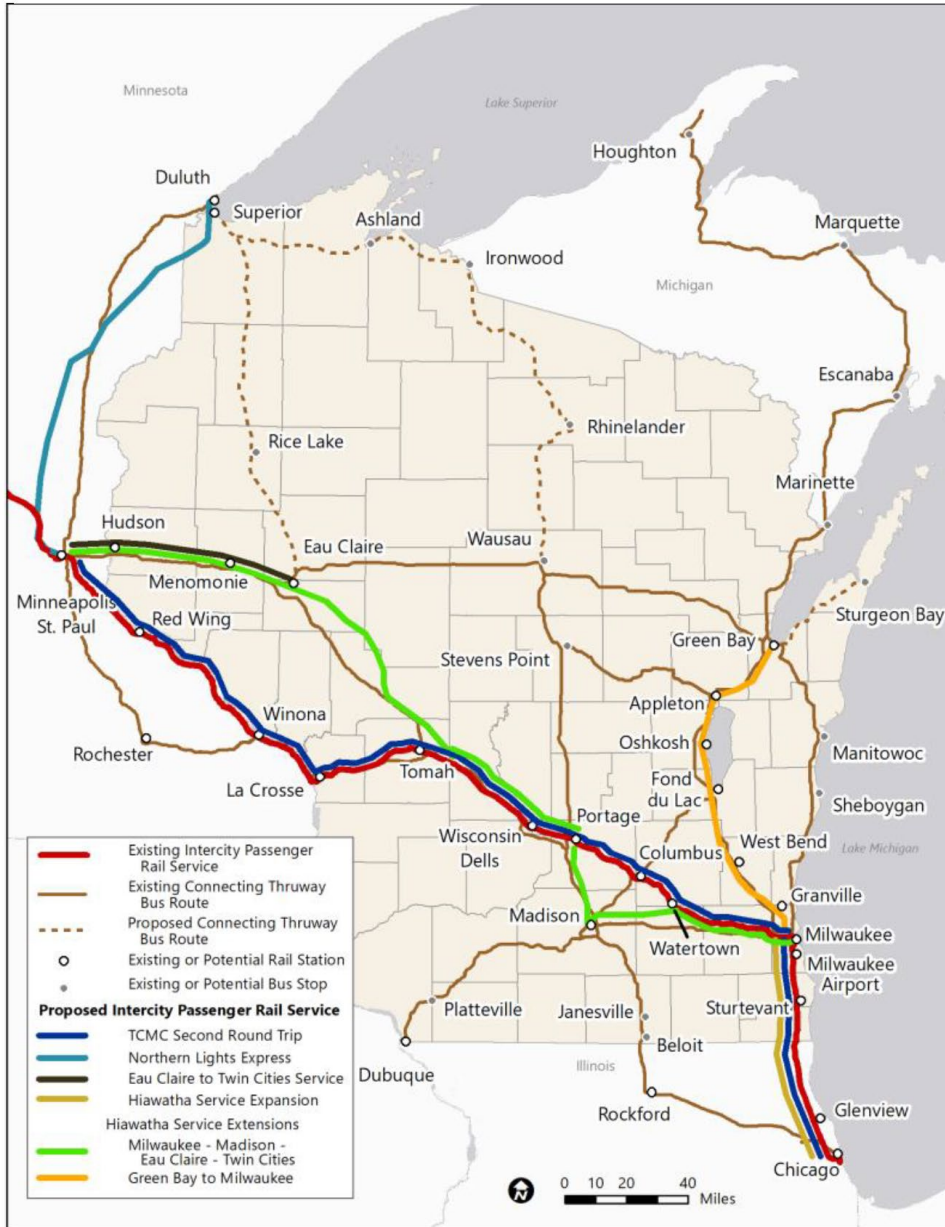 Minnesota
Lake Superior
Houghton
Duluth
Superior
Ashland
Marquette
Ironwood
Michigan
Escanaba
Rhinelander
Rice Lake
Marinette
Hudson
Eau Claire
Wausau
Menomonie
Minneapolis
St. Paul
Red Wing
Sturgeon Bay
Green Bay
Stevens Point
Appleton
Winona
Oshkosh
Manitowoc
Rochester
Tomah
Fond
du Lac
La Crosse
Sheboygan
Portage
Wisconsin
Dells
Columbus
West Bend
Lake Michigan
Granville
Madison
Watertown
Milwaukee
Milwaukee
Airport
Platteville
Janesville
Sturtevant
Beloit
Illinois
Dubuque
Rockford
Glenview
Chicago
Existing Intercity Passenger
Rail Service
Existing Connecting Thruway
Bus Route
Proposed Connecting Thruway
Bus Route
Existing or Potential Rail Station
Existing or Potential Bus Stop
Proposed Intercity Passenger Rail Service
TCMC Second Round Trip
Northern Lights Express
Eau Claire to Twin Cities Service
Hiawatha Service Expansion
Hiawatha Service Extensions
Milwaukee - Madison -
Eau Claire - Twin Cities
Green Bay to Milwaukee
N
0 10 20 40
Miles